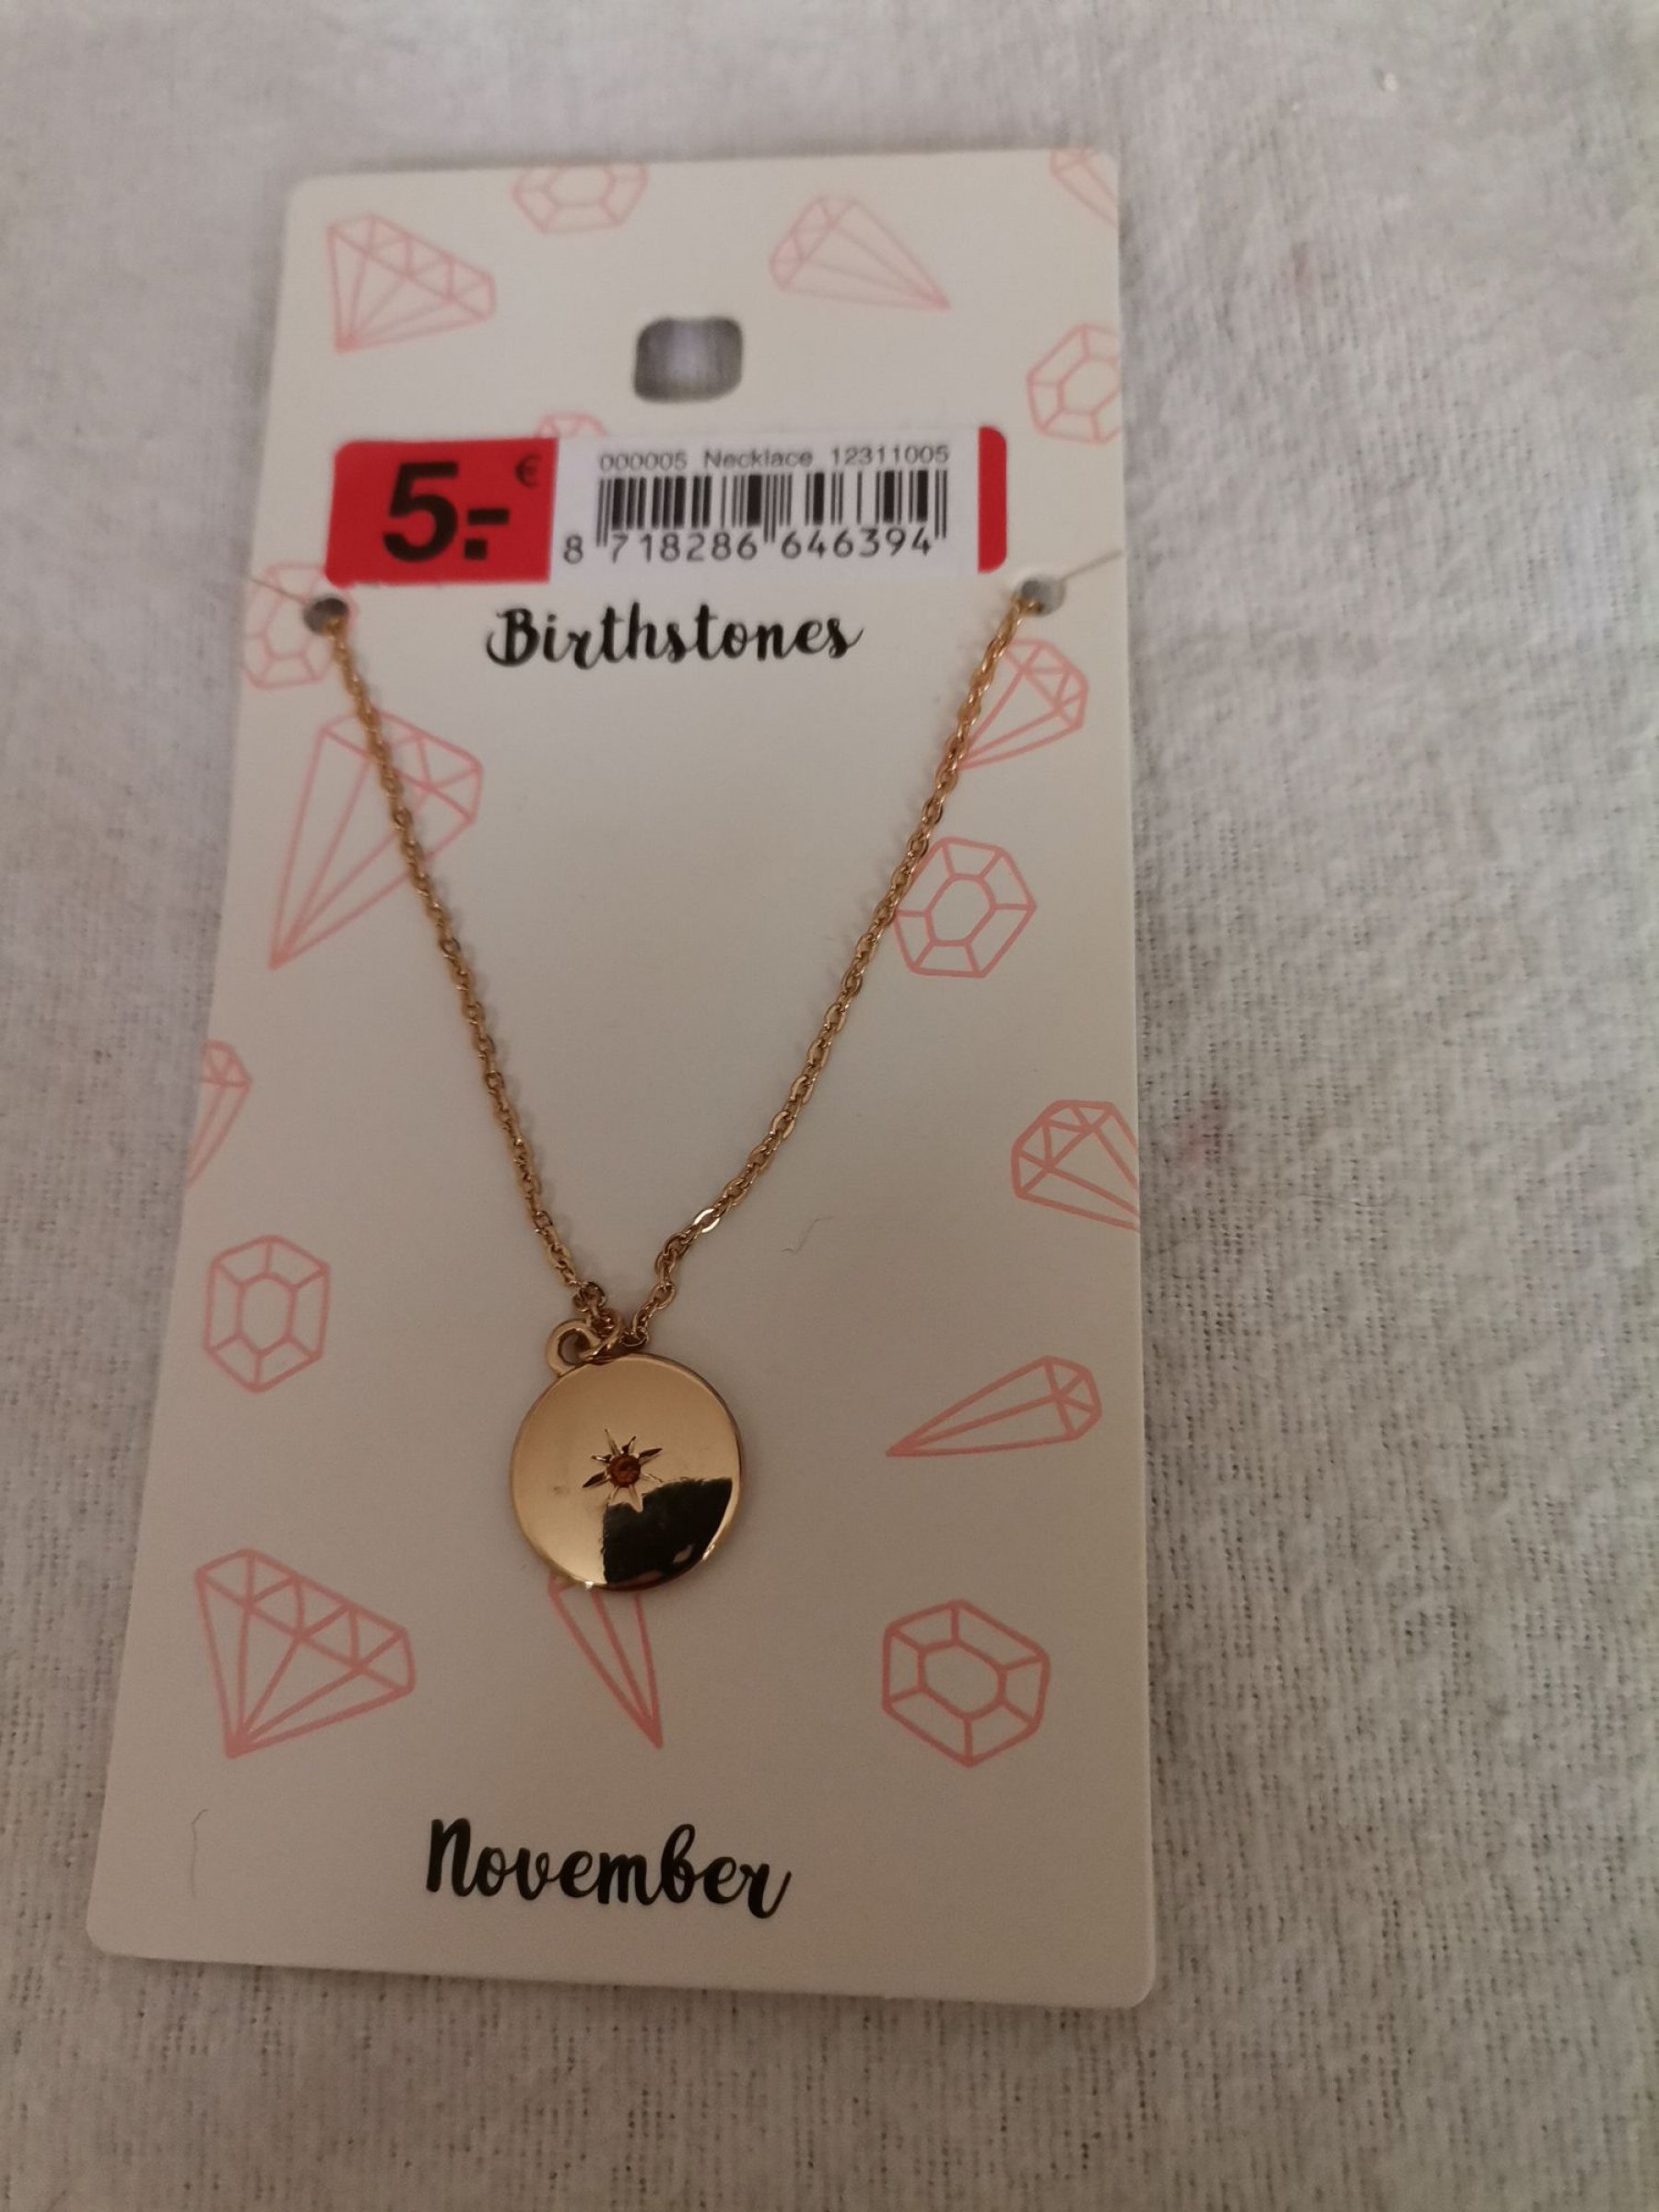 5.- €
000005 Necklace 12311005
8 718286 646394
Birthstones
November